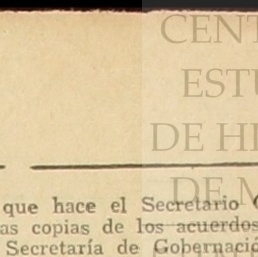 CENT
ESTU
DE HI
DE M
que hace el Secretario
as copias de los acuerdos
Secretaría de Gobernació